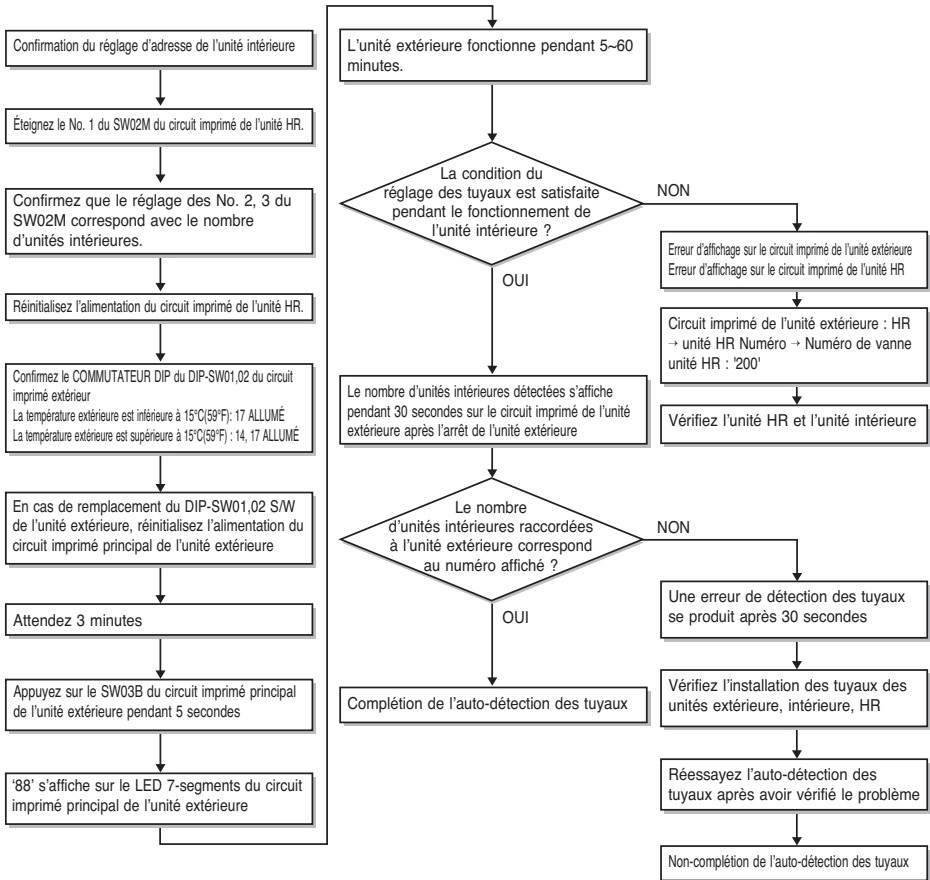 Confirmation du réglage d'adresse de l'unité intérieure
Éteignez le No. 1 du SW02M du circuit imprimé de l'unité HR.
Confirmez que le réglage des No. 2, 3 du
SW02M correspond avec le nombre
d'unités intérieures.
Réinitialisez l'alimentation du circuit imprimé de l'unité HR.
Confirmez le COMMUTATEUR DIP du DIP-SW01,02 du circuit
imprimé extérieur
La température extérieure est inférieure à 15°C(59°F): 17 ALLUMÉ
La température extérieure est supérieure à 15°C(59°F) : 14, 17 ALLUMÉ
En cas de remplacement du DIP-SW01,02 S/W
de l'unité extérieure, réinitialisez l'alimentation du
circuit imprimé principal de l'unité extérieure
Attendez 3 minutes
Appuyez sur le SW03B du circuit imprimé principal
de l'unité extérieure pendant 5 secondes
'88' s'affiche sur le LED 7-segments du circuit
imprimé principal de l'unité extérieure
L'unité extérieure fonctionne pendant 5~60
minutes.
La condition du
réglage des tuyaux est satisfaite
pendant le fonctionnement de
l'unité intérieure ?
NON
OUI
Erreur d'affichage sur le circuit imprimé de l'unité extérieure
Erreur d'affichage sur le circuit imprimé de l'unité HR
Circuit imprimé de l'unité extérieure : HR
→ unité HR Numéro → Numéro de vanne
unité HR : '200'
Vérifiez l'unité HR et l'unité intérieure
Le nombre d'unités intérieures détectées s'affiche
pendant 30 secondes sur le circuit imprimé de l'unité
extérieure après l'arrêt de l'unité extérieure
Le nombre
d'unités intérieures raccordées
à l'unité extérieure correspond
au numéro affiché ?
NON
OUI
Complétion de l'auto-détection des tuyaux
Une erreur de détection des tuyaux
se produit après 30 secondes
Vérifiez l'installation des tuyaux des
unités extérieure, intérieure, HR
Réessayez l'auto-détection des
tuyaux après avoir vérifié le problème
Non-complétion de l'auto-détection des tuyaux